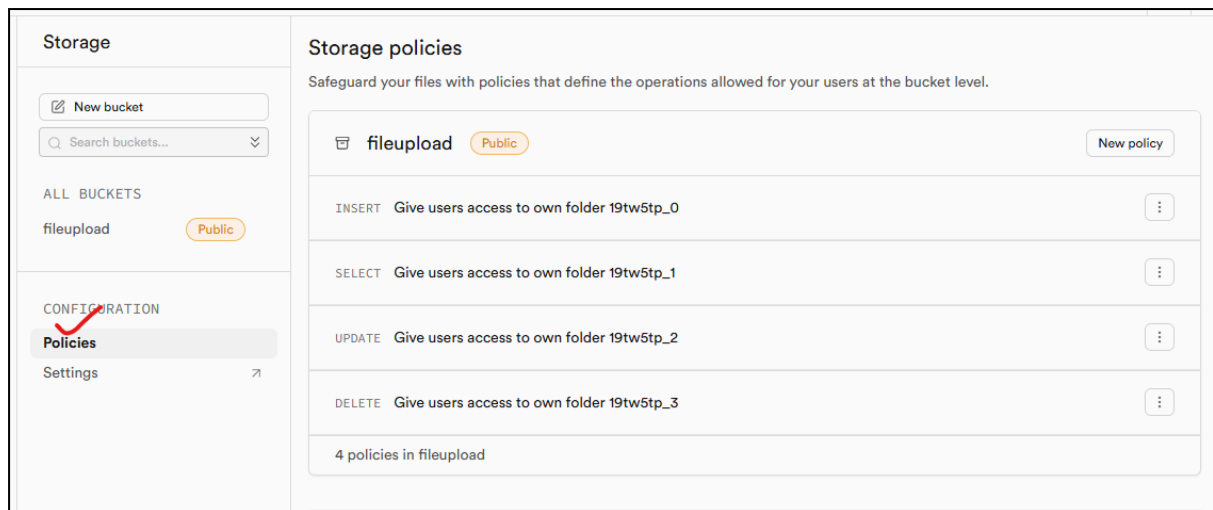 Storage
New bucket
Search buckets...
ALL BUCKETS
fileupload Public
CONFIGURATION
Policies
Settings
Storage policies
Safeguard your files with policies that define the operations allowed for your users at the bucket level.
fileupload Public New policy
INSERT Give users access to own folder 19tw5tp_0
SELECT Give users access to own folder 19tw5tp_1
UPDATE Give users access to own folder 19tw5tp_2
DELETE Give users access to own folder 19tw5tp_3
4 policies in fileupload